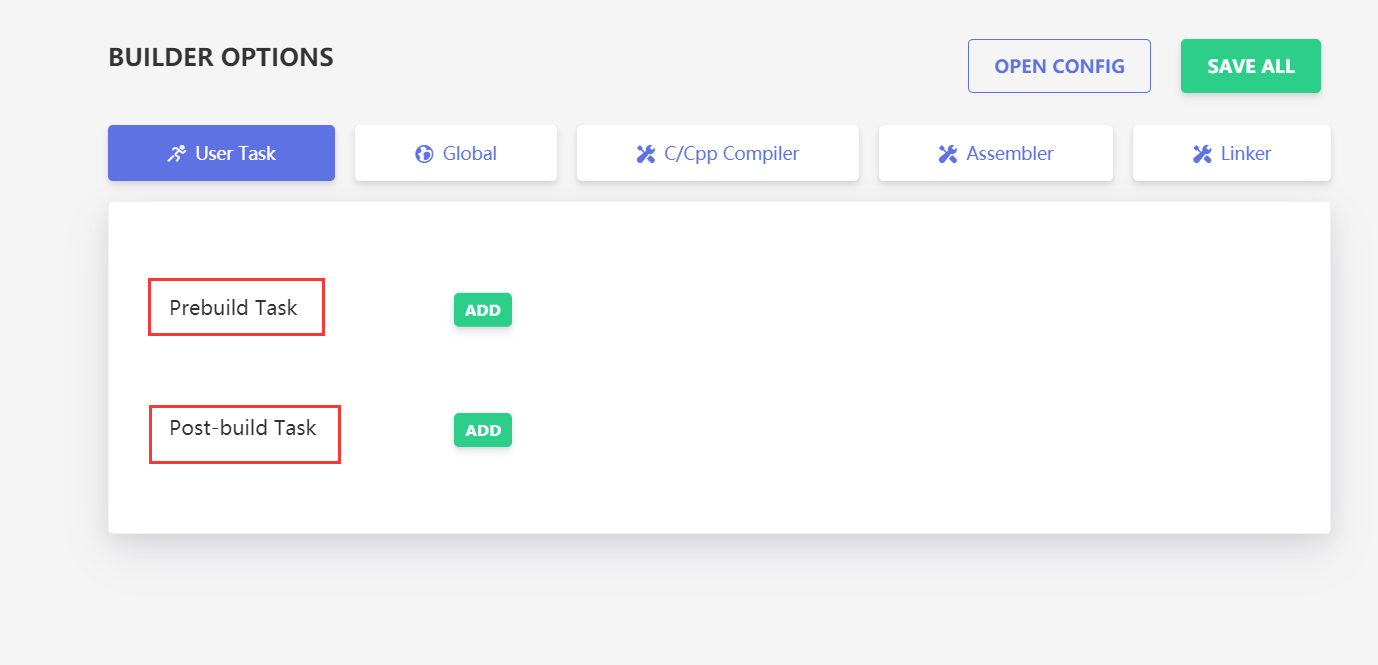 BUILDER OPTIONS
OPEN CONFIG
SAVE ALL
User Task
Global
C/Cpp Compiler
Assembler
Linker
Prebuild Task
ADD
Post-build Task
ADD